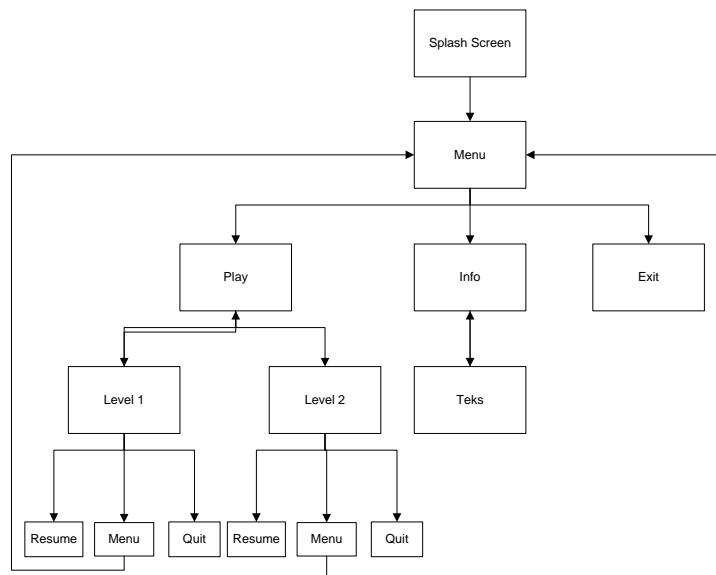 Splash Screen
Menu
Play
Info
Exit
Level 1
Level 2
Teks
Resume
Menu
Quit
Resume
Menu
Quit